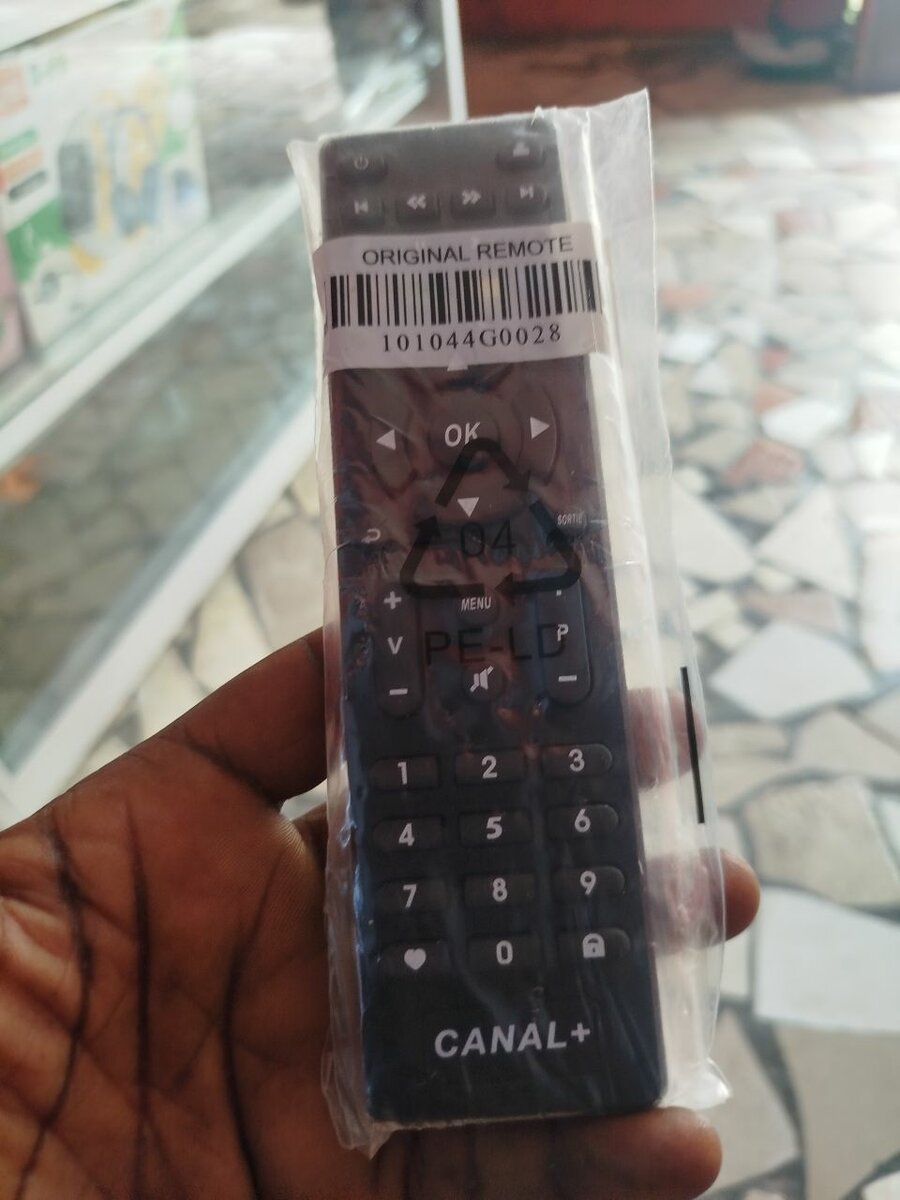 ORIGINAL REMOTE
101044G0028
OK
SORTIE
04
+
MENU
V
P
PE-LD
−
−
1 2 3
4 5 6
7 8 9
0
CANAL+